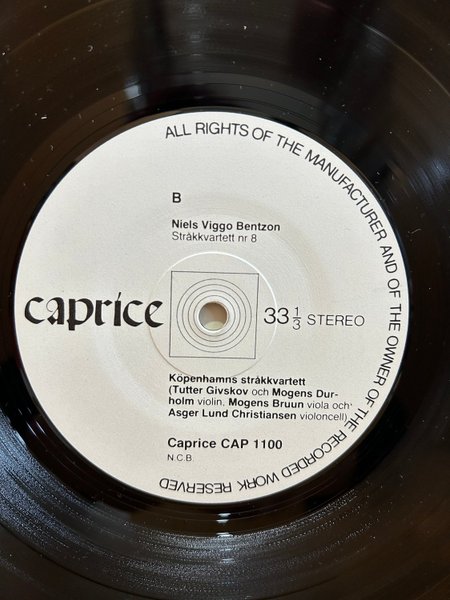 ALL RIGHTS OF THE MANUFACTURER AND OF THE OWNER OF THE RECORDED WORK RESERVED
B
Niels Viggo Bentzon
Stråkkvartett nr 8
caprice
33 1/3 STEREO
Köpenhamns stråkkvartett
(Tutter Givskov och Mogens Dur-
holm violin, Mogens Bruun viola och
Asger Lund Christiansen violoncell)
Caprice CAP 1100
N.C.B.